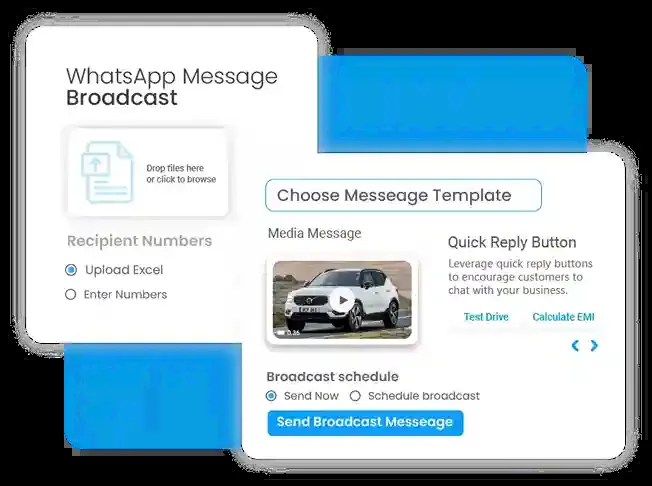 WhatsApp Message
Broadcast
Drop files here
or click to browse
Recipient Numbers
Upload Excel
Enter Numbers
Choose Messeage Template
Media Message
0:36
Quick Reply Button
Leverage quick reply buttons
to encourage customers to
chat with your business.
Test Drive
Calculate EMI
Broadcast schedule
Send Now
Schedule broadcast
Send Broadcast Messeage